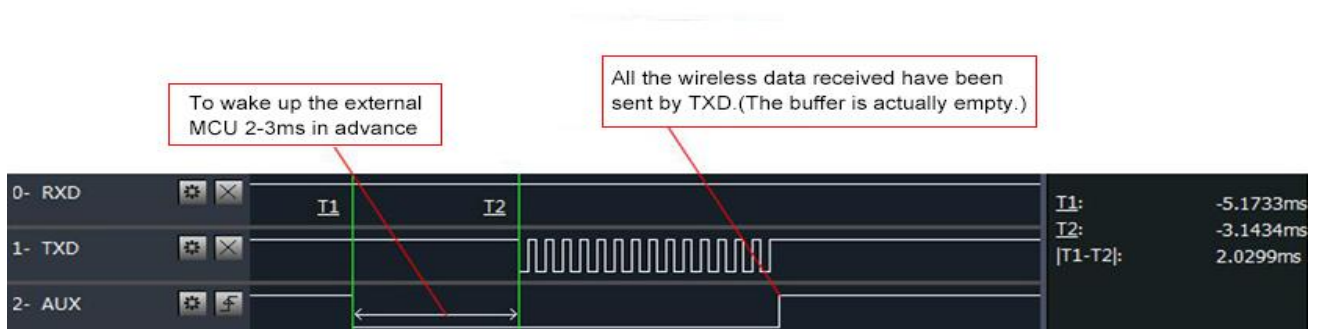 To wake up the external
MCU 2-3ms in advance
All the wireless data received have been
sent by TXD.(The buffer is actually empty.)
0- RXD
T1
T2
1- TXD
2- AUX
T1: -5.1733ms
T2: -3.1434ms
|T1-T2|: 2.0299ms